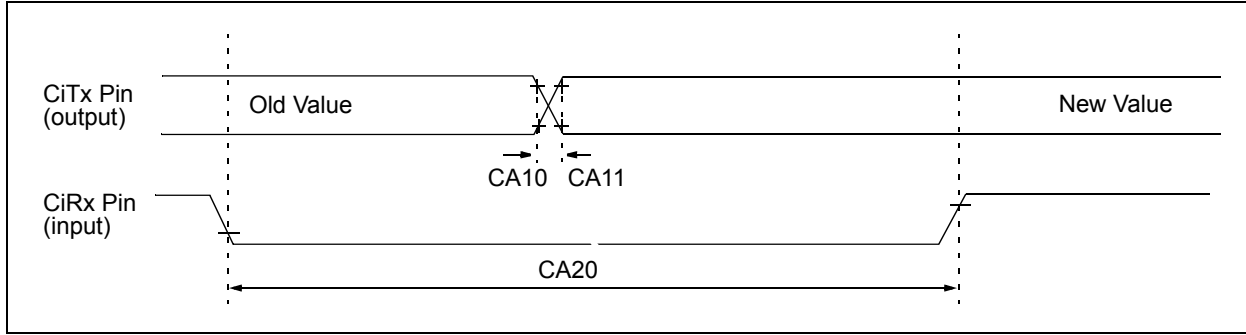 CiTx Pin
(output)
Old Value
New Value
CA10 CA11
CiRx Pin
(input)
CA20